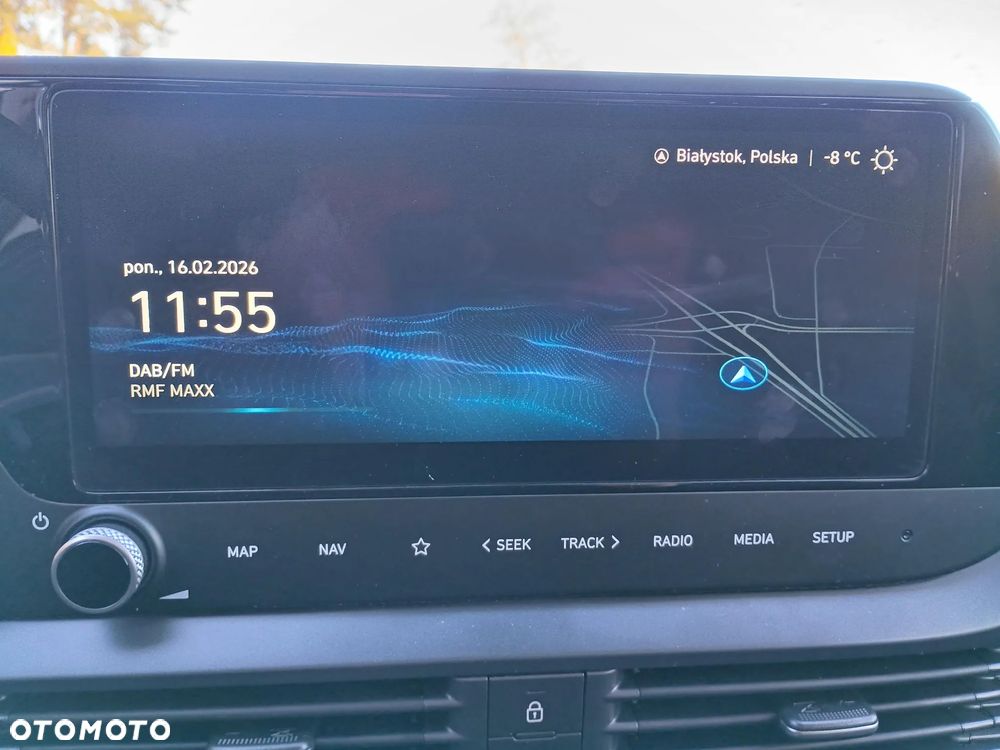 Białystok, Polska | -8 °C
pon., 16.02.2026
11:55
DAB/FM
RMF MAXX
MAP NAV < SEEK TRACK > RADIO MEDIA SETUP
OTOMOTO